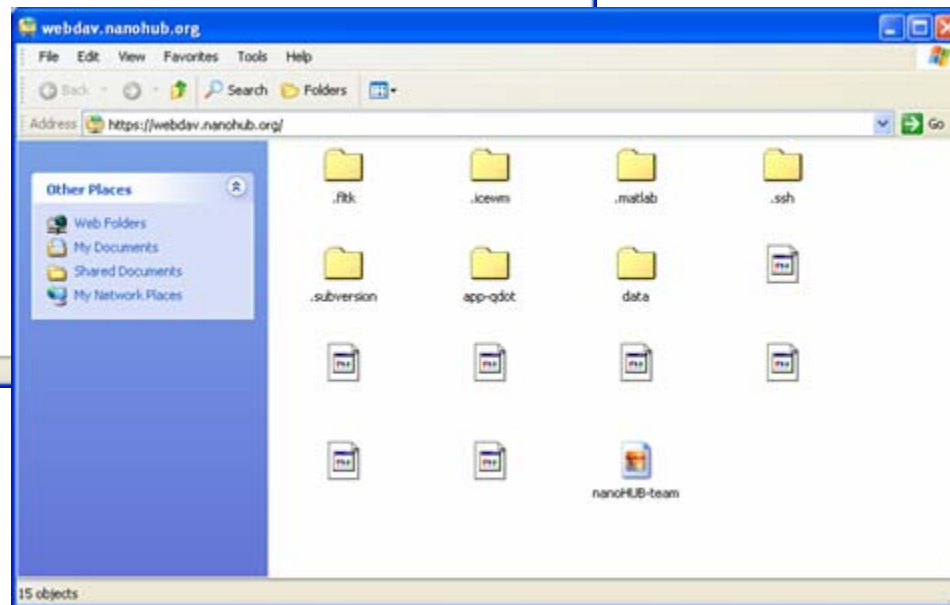 webdav.nanohub.org
File Edit View Favorites Tools Help
Back Search Folders
Address https://webdav.nanohub.org/ Go
Other Places
Web Folders
My Documents
Shared Documents
My Network Places
.fltk .icewm .matlab .ssh
.subversion app-qdot data
nanoHUB-team
15 objects